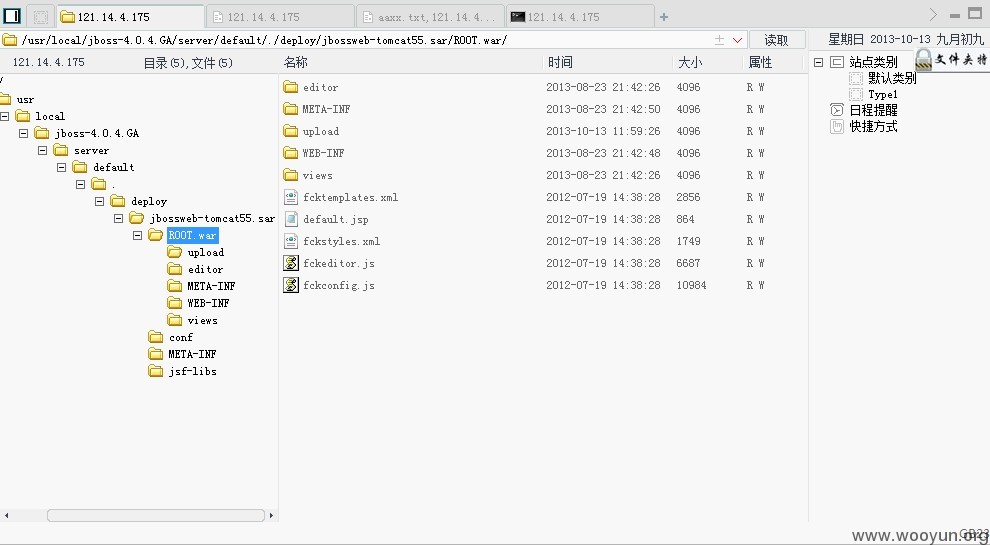 121.14.4.175
121.14.4.175
aaxx.txt,121.14.4...
121.14.4.175
/usr/local/jboss-4.0.4.GA/server/default/./deploy/jbossweb-tomcat55.sar/ROOT.war/
读取
星期日 2013-10-13 九月初九
121.14.4.175
目录(5),文件(5)
名称
时间
大小
属性
/
usr
local
jboss-4.0.4.GA
server
default
.
deploy
jbossweb-tomcat55.sar
ROOT.war
upload
editor
META-INF
WEB-INF
views
conf
META-INF
jsf-libs
editor 2013-08-23 21:42:26 4096 R W
META-INF 2013-08-23 21:42:50 4096 R W
upload 2013-10-13 11:59:26 4096 R W
WEB-INF 2013-08-23 21:42:48 4096 R W
views 2013-08-23 21:42:26 4096 R W
fcktemplates.xml 2012-07-19 14:38:28 2856 R W
default.jsp 2012-07-19 14:38:28 864 R W
fckstyles.xml 2012-07-19 14:38:28 1749 R W
fckeditor.js 2012-07-19 14:38:28 6687 R W
fckconfig.js 2012-07-19 14:38:28 10984 R W
站点类别
文件夹特
默认类别
Type1
日程提醒
快捷方式
GB23
www.wooyun.org